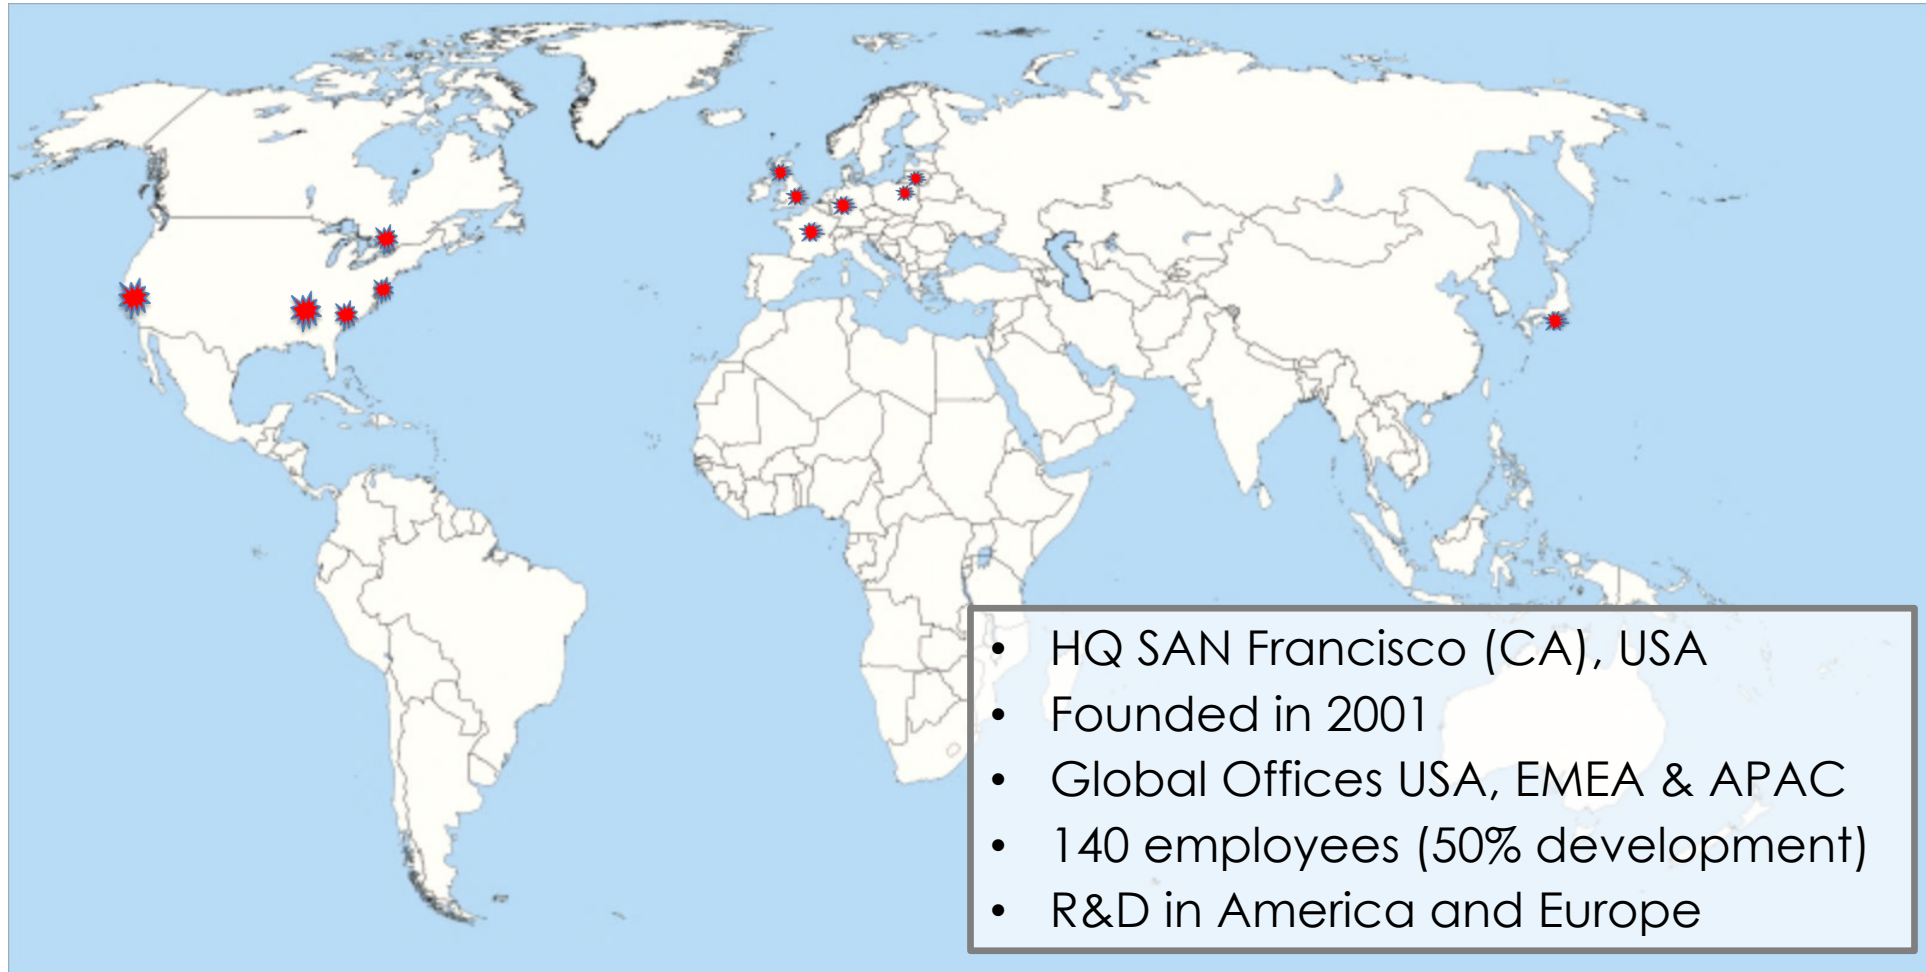 • HQ SAN Francisco (CA), USA
• Founded in 2001
• Global Offices USA, EMEA & APAC
• 140 employees (50% development)
• R&D in America and Europe